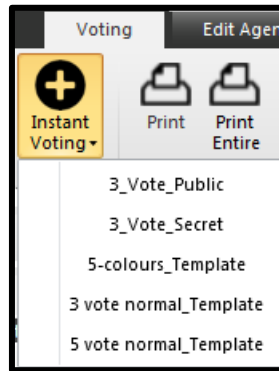 Voting
Edit Agen
Instant
Voting
Print
Print
Entire
3_Vote_Public
3_Vote_Secret
5-colours_Template
3 vote normal_Template
5 vote normal_Template